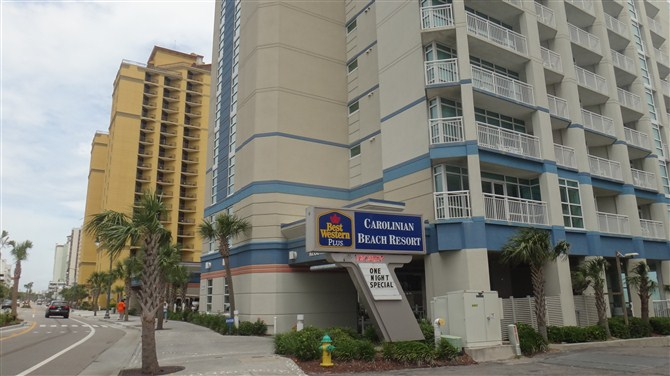 Best Western
PLUS
CAROLINIAN
BEACH RESORT
ONE
NIGHT
SPECIAL